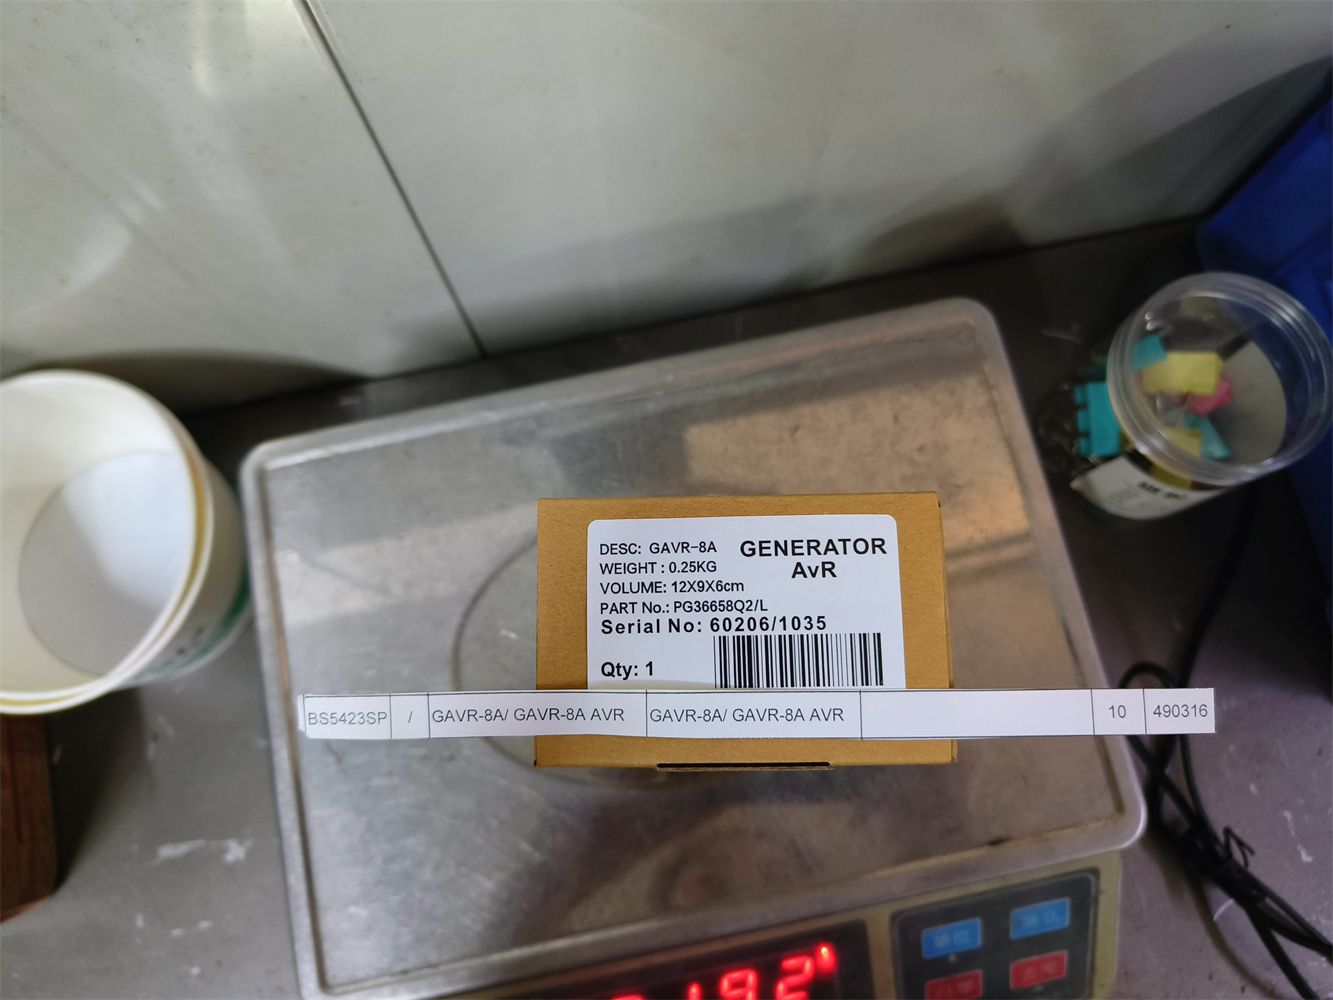 DESC: GAVR-8A
GENERATOR
AvR
WEIGHT : 0.25KG
VOLUME: 12X9X6cm
PART No.: PG36658Q2/L
Serial No: 60206/1035
Qty: 1
BS5423SP / GAVR-8A/ GAVR-8A AVR GAVR-8A/ GAVR-8A AVR 10 490316
192